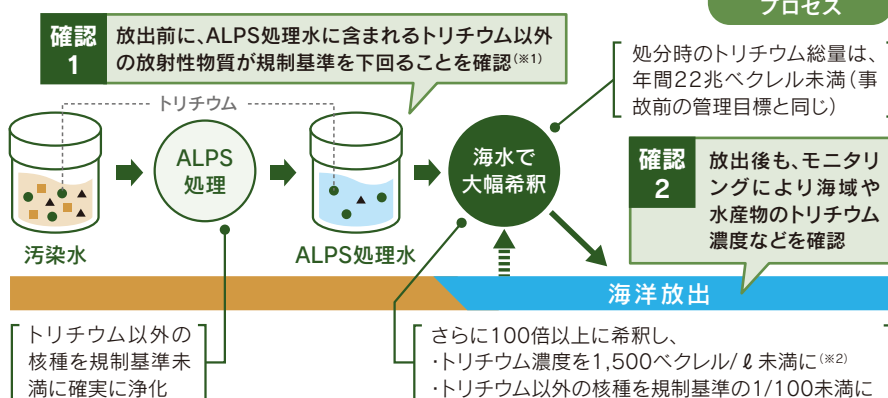 プロセス
確認
1
放出前に、ALPS処理水に含まれるトリチウム以外
の放射性物質が規制基準を下回ることを確認(※1)
処分時のトリチウム総量は、
年間22兆ベクレル未満(事
故前の管理目標と同じ)
トリチウム
ALPS
処理
海水で
大幅希釈
確認
2
放出後も、モニタリ
ングにより海域や
水産物のトリチウム
濃度などを確認
汚染水
ALPS処理水
海洋放出
トリチウム以外の
核種を規制基準未
満に確実に浄化
さらに100倍以上に希釈し、
・トリチウム濃度を1,500ベクレル/ℓ未満に(※2)
・トリチウム以外の核種を規制基準の1/100未満に